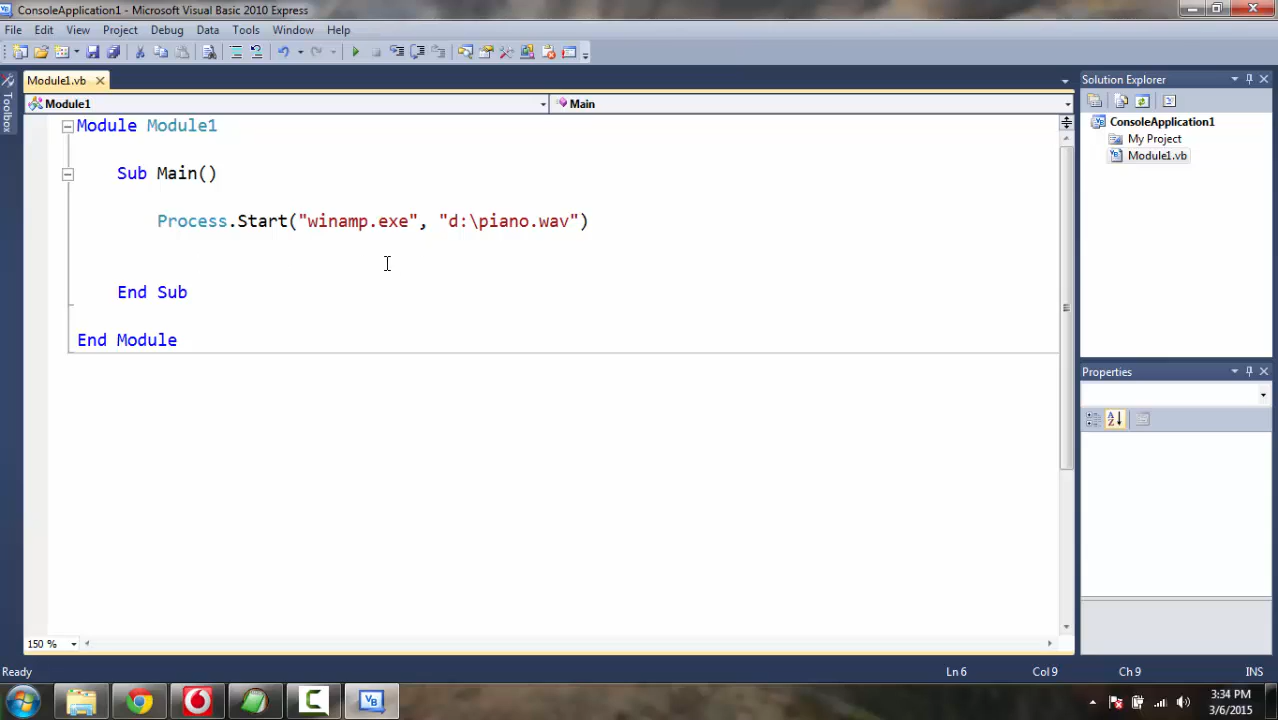 ConsoleApplication1 - Microsoft Visual Basic 2010 Express
File Edit View Project Debug Data Tools Window Help
Module1.vb
Toolbox
Module1 Main
Module Module1
Sub Main()
Process.Start("winamp.exe", "d:\piano.wav")
End Sub
End Module
150 %
Solution Explorer
ConsoleApplication1
My Project
Module1.vb
Properties
Ready Ln 6 Col 9 Ch 9 INS
3:34 PM
3/6/2015